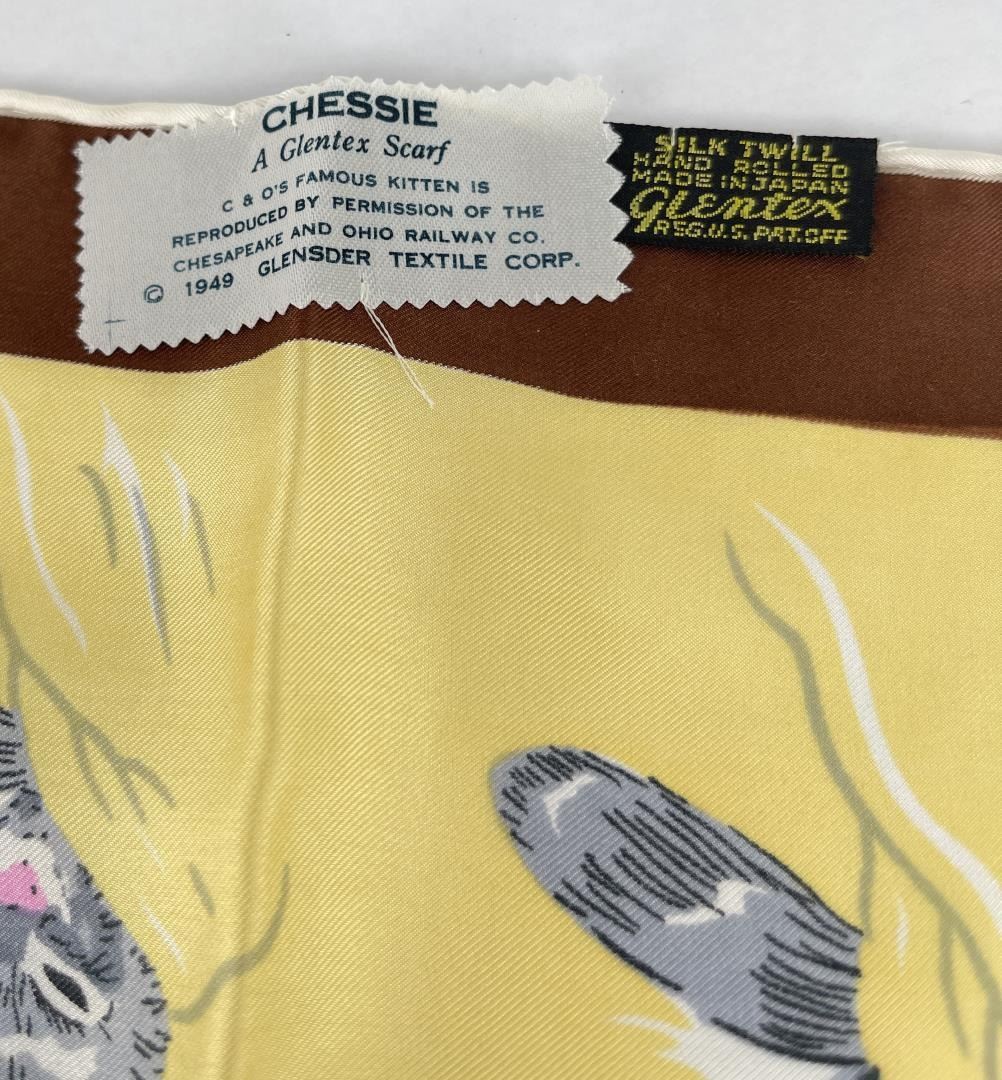 CHESSIE
A Glentex Scarf
C & O'S FAMOUS KITTEN IS
REPRODUCED BY PERMISSION OF THE
CHESAPEAKE AND OHIO RAILWAY CO.
© 1949 GLENSDER TEXTILE CORP.
SILK TWILL
HAND ROLLED
MADE IN JAPAN
Glentex
REG.U.S.PAT.OFF